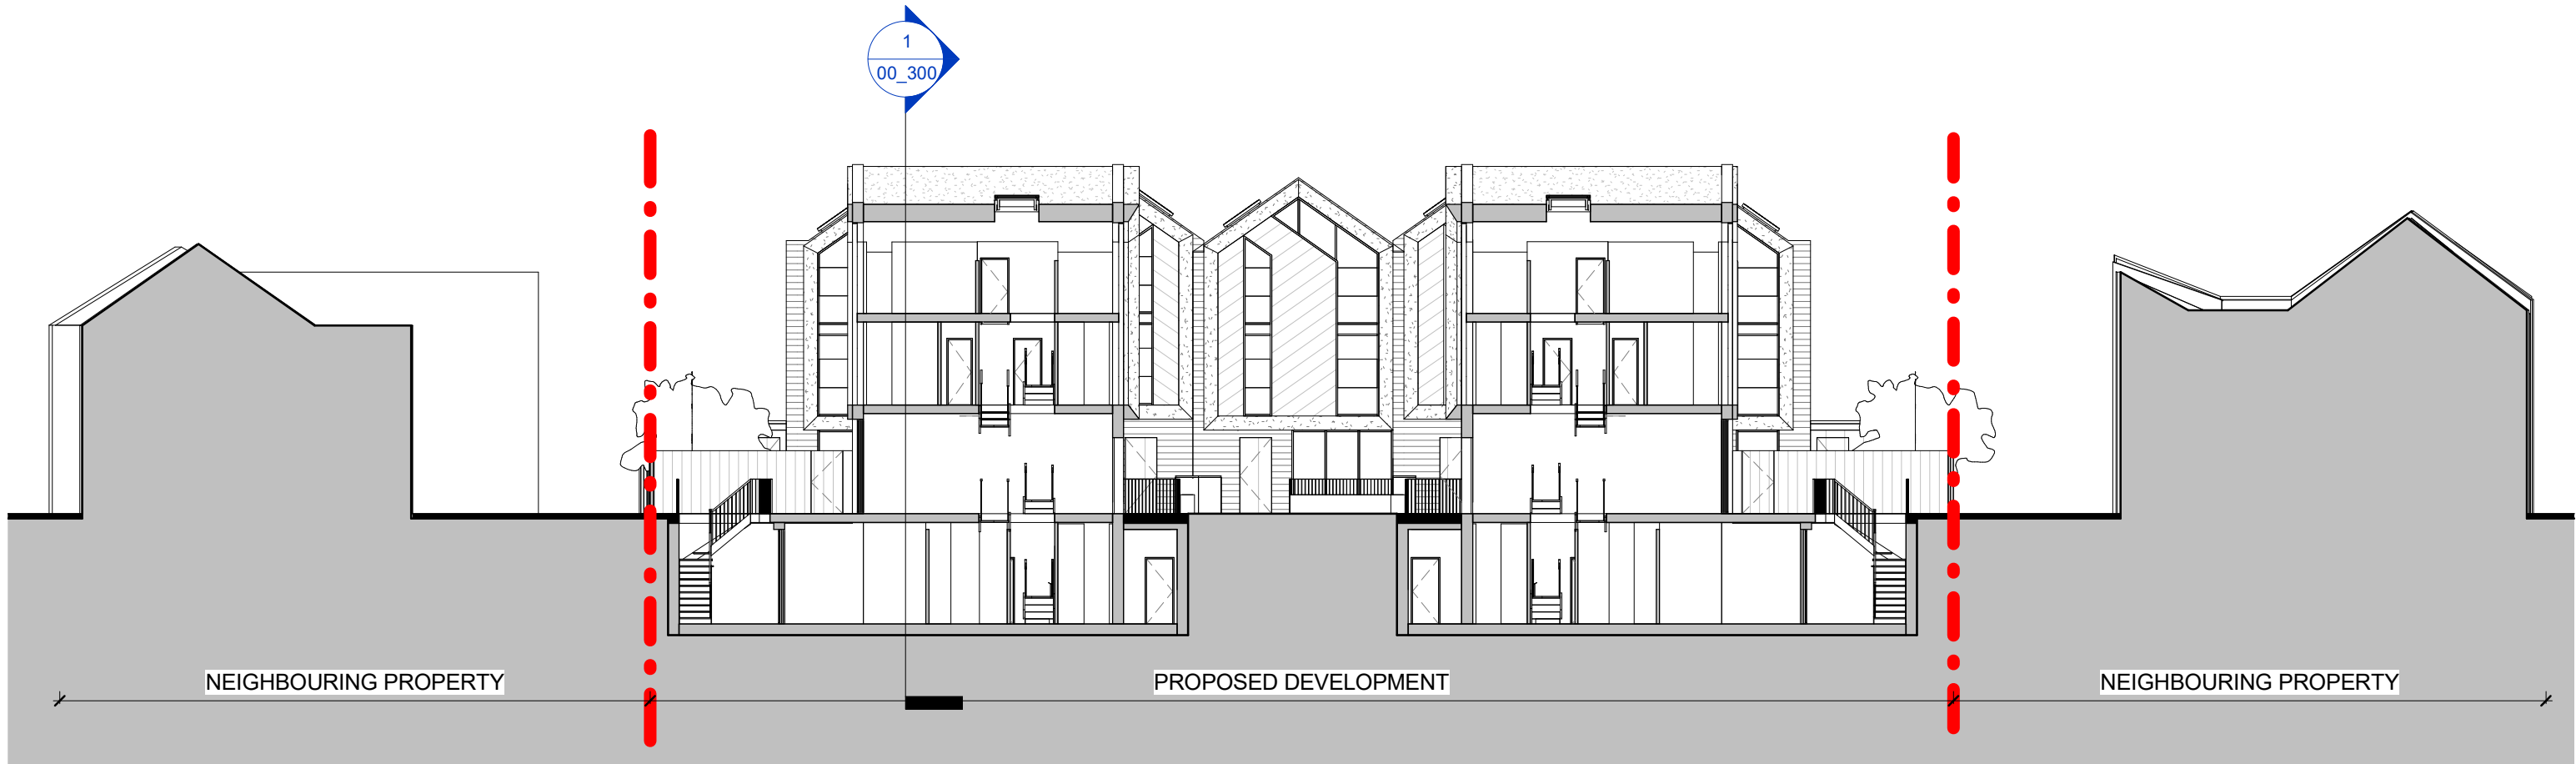 1
00_300
NEIGHBOURING PROPERTY
PROPOSED DEVELOPMENT
NEIGHBOURING PROPERTY